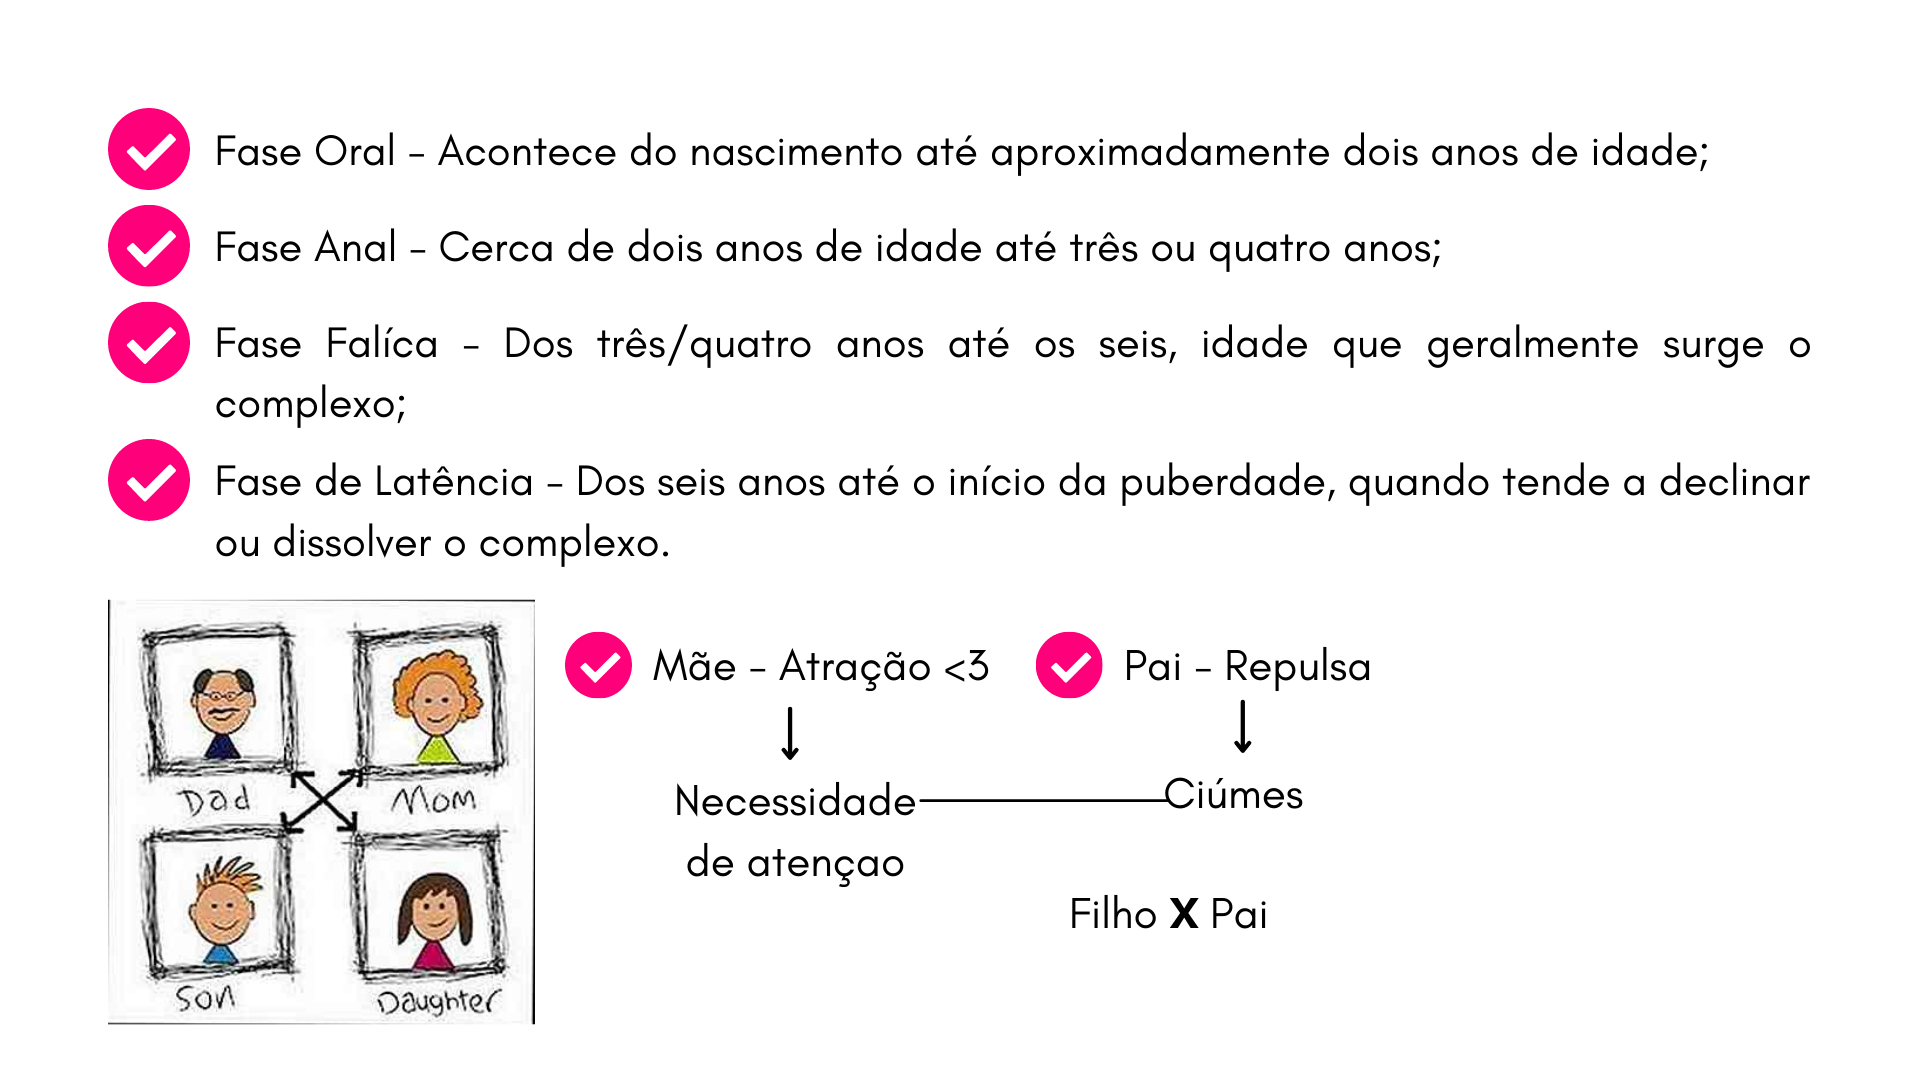 Fase Oral - Acontece do nascimento até aproximadamente dois anos de idade;
Fase Anal - Cerca de dois anos de idade até três ou quatro anos;
Fase Falíca - Dos três/quatro anos até os seis, idade que geralmente surge o
complexo;
Fase de Latência - Dos seis anos até o início da puberdade, quando tende a declinar
ou dissolver o complexo.
Dad
Mom
Son
Daughter
Mãe - Atração <3
Pai - Repulsa
Necessidade
de atençao
Ciúmes
Filho X Pai